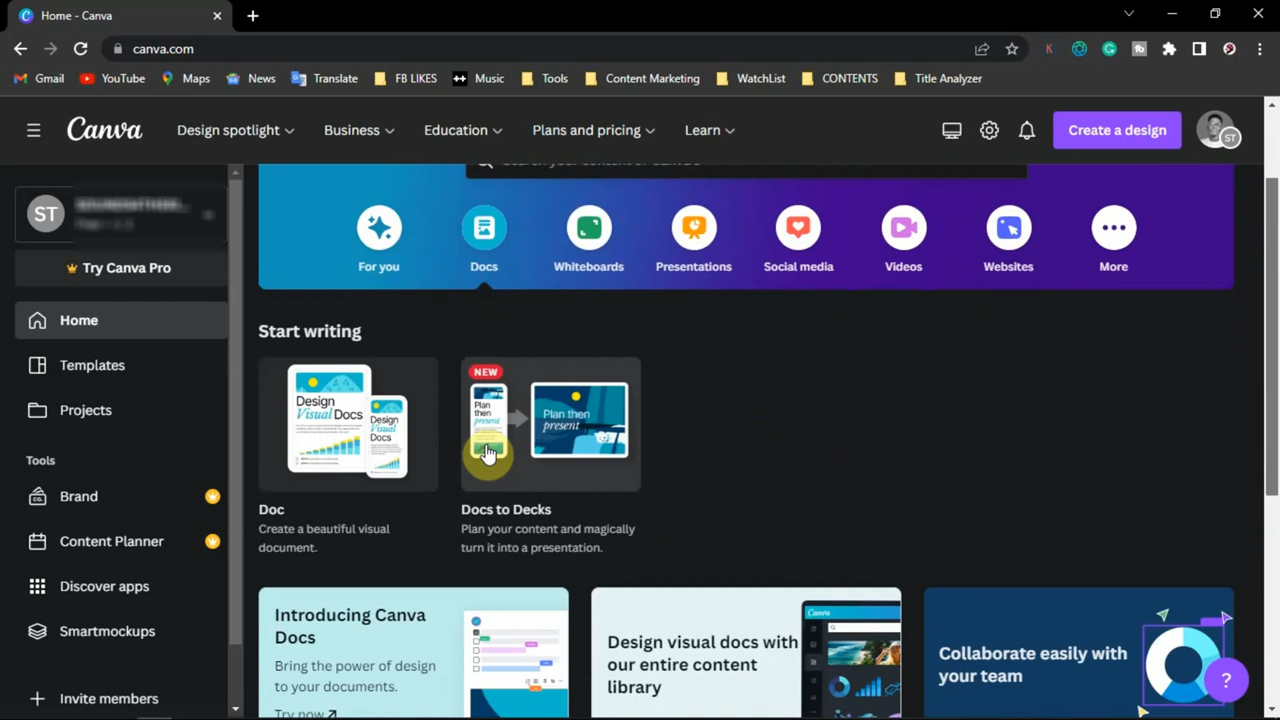 Home - Canva
canva.com
Gmail
YouTube
Maps
News
Translate
FB LIKES
Music
Tools
Content Marketing
WatchList
CONTENTS
Title Analyzer
Canva
Design spotlight
Business
Education
Plans and pricing
Learn
Create a design
ST
ST
Try Canva Pro
Home
Templates
Projects
Tools
Brand
Content Planner
Discover apps
Smartmockups
Invite members
For you
Docs
Whiteboards
Presentations
Social media
Videos
Websites
More
Start writing
Design
Visual Docs
Design
Visual
Docs
NEW
Plan
then
present
Plan then
present
Doc
Create a beautiful visual
document.
Docs to Decks
Plan your content and magically
turn it into a presentation.
Introducing Canva
Docs
Bring the power of design
to your documents.
Try now
Design visual docs with
our entire content
library
Canva
Collaborate easily with
your team
?